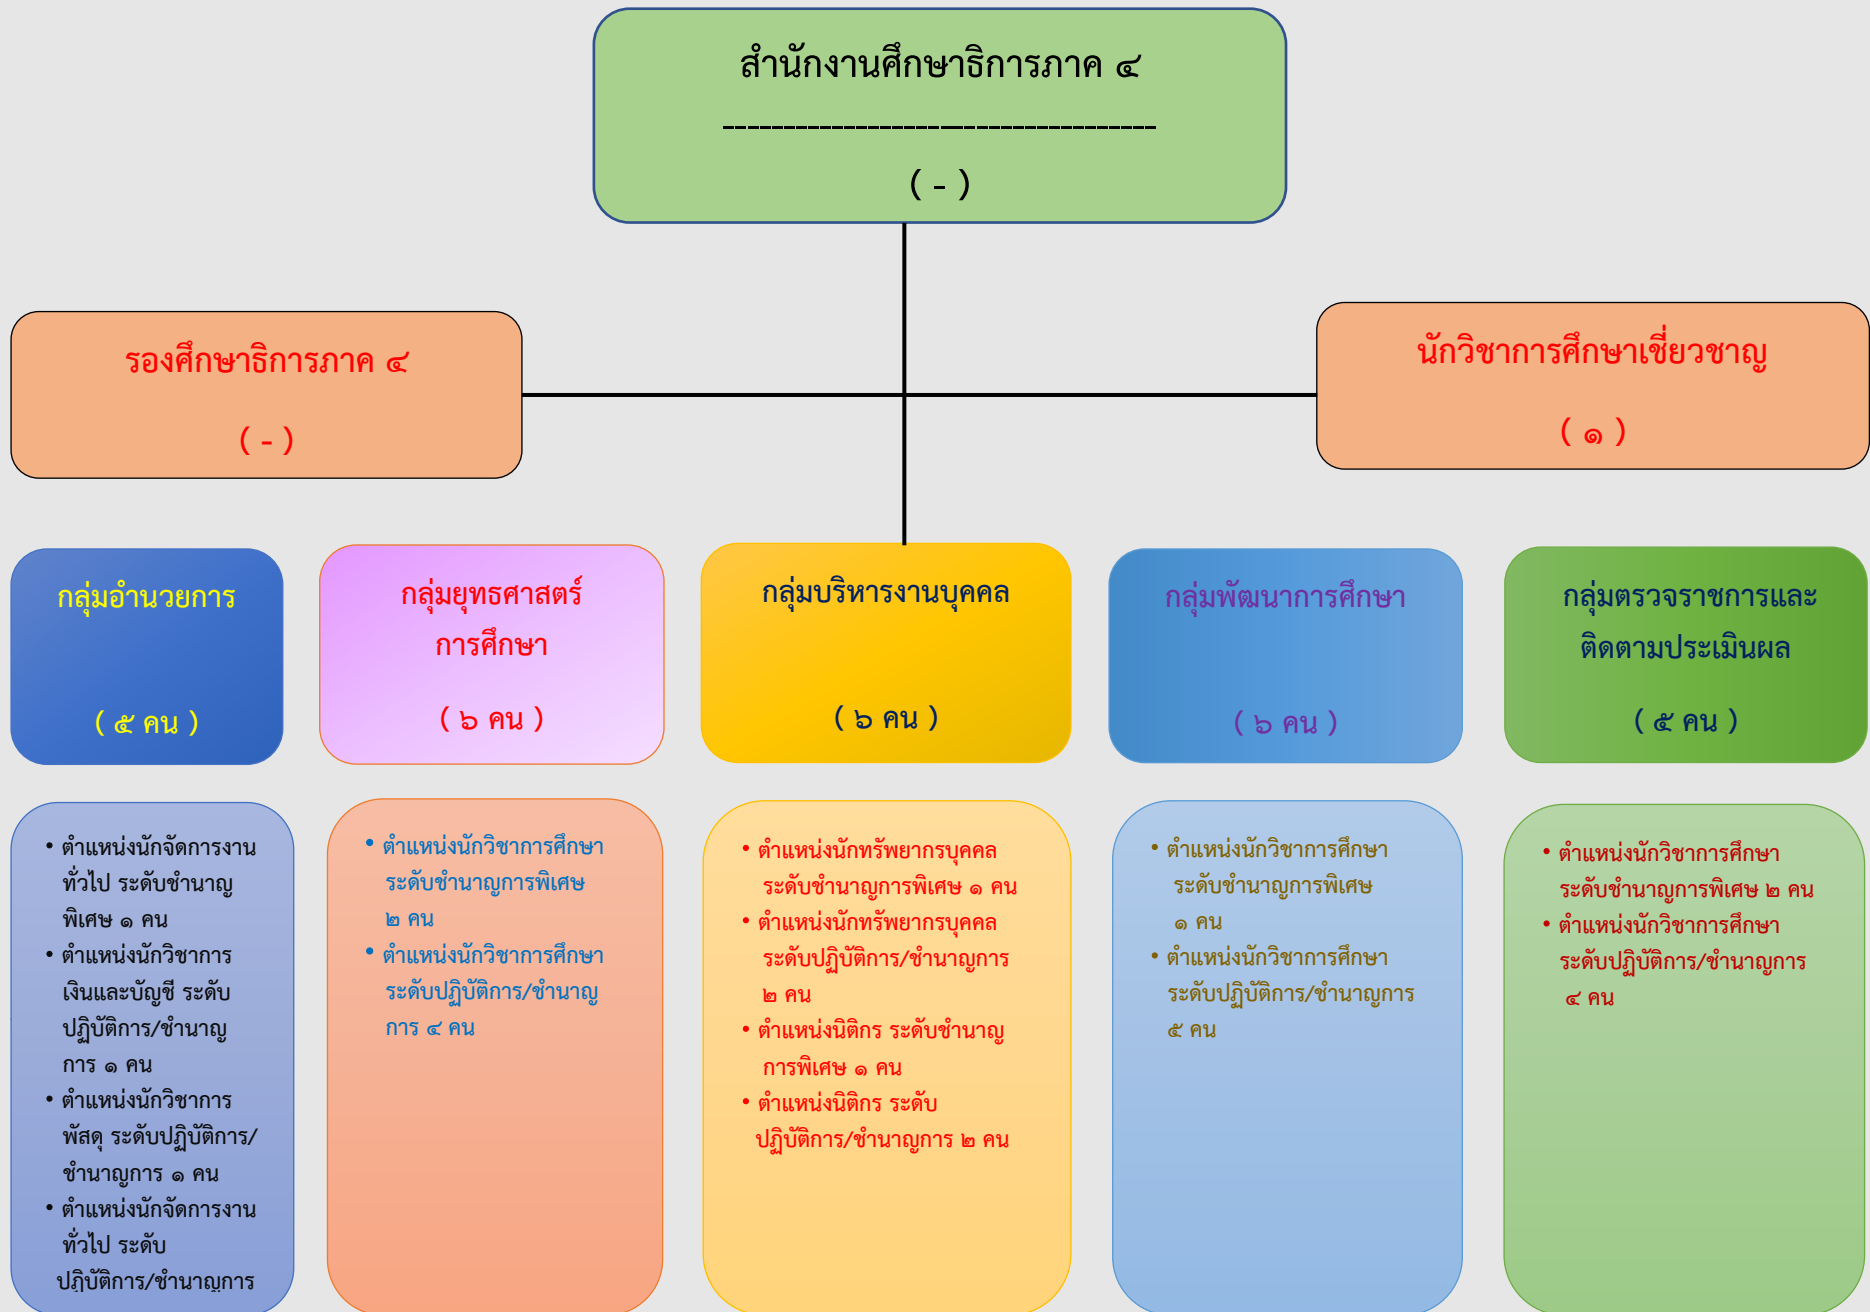 สำนักงานศึกษาธิการภาค ๔
------------------------------------
( - )
รองศึกษาธิการภาค ๔
( - )
นักวิชาการศึกษาเชี่ยวชาญ
( ๑ )
กลุ่มอำนวยการ
( ๕ คน )
กลุ่มยุทธศาสตร์
การศึกษา
( ๖ คน )
กลุ่มบริหารงานบุคคล
( ๖ คน )
กลุ่มพัฒนาการศึกษา
( ๖ คน )
กลุ่มตรวจราชการและ
ติดตามประเมินผล
( ๕ คน )
• ตำแหน่งนักจัดการงาน
ทั่วไป ระดับชำนาญ
พิเศษ ๑ คน
• ตำแหน่งนักวิชาการ
เงินและบัญชี ระดับ
ปฏิบัติการ/ชำนาญ
การ ๑ คน
• ตำแหน่งนักวิชาการ
พัสดุ ระดับปฏิบัติการ/
ชำนาญการ ๑ คน
• ตำแหน่งนักจัดการงาน
ทั่วไป ระดับ
ปฏิบัติการ/ชำนาญการ
• ตำแหน่งนักวิชาการศึกษา
ระดับชำนาญการพิเศษ
๒ คน
• ตำแหน่งนักวิชาการศึกษา
ระดับปฏิบัติการ/ชำนาญ
การ ๔ คน
• ตำแหน่งนักทรัพยากรบุคคล
ระดับชำนาญการพิเศษ ๑ คน
• ตำแหน่งนักทรัพยากรบุคคล
ระดับปฏิบัติการ/ชำนาญการ
๒ คน
• ตำแหน่งนิติกร ระดับชำนาญ
การพิเศษ ๑ คน
• ตำแหน่งนิติกร ระดับ
ปฏิบัติการ/ชำนาญการ ๒ คน
• ตำแหน่งนักวิชาการศึกษา
ระดับชำนาญการพิเศษ
๑ คน
• ตำแหน่งนักวิชาการศึกษา
ระดับปฏิบัติการ/ชำนาญการ
๕ คน
• ตำแหน่งนักวิชาการศึกษา
ระดับชำนาญการพิเศษ ๒ คน
• ตำแหน่งนักวิชาการศึกษา
ระดับปฏิบัติการ/ชำนาญการ
๔ คน